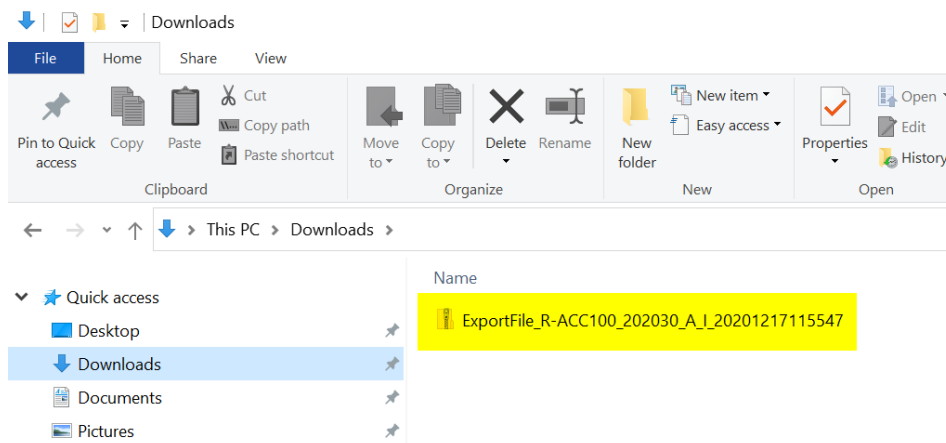 Downloads
File Home Share View
Pin to Quick access
Copy
Paste
Cut
Copy path
Paste shortcut
Clipboard
Move to
Copy to
Delete
Rename
Organize
New folder
New item
Easy access
New
Properties
Open
Edit
History
Open
This PC Downloads
Name
Quick access
ExportFile_R-ACC100_202030_A_I_20201217115547
Desktop
Downloads
Documents
Pictures